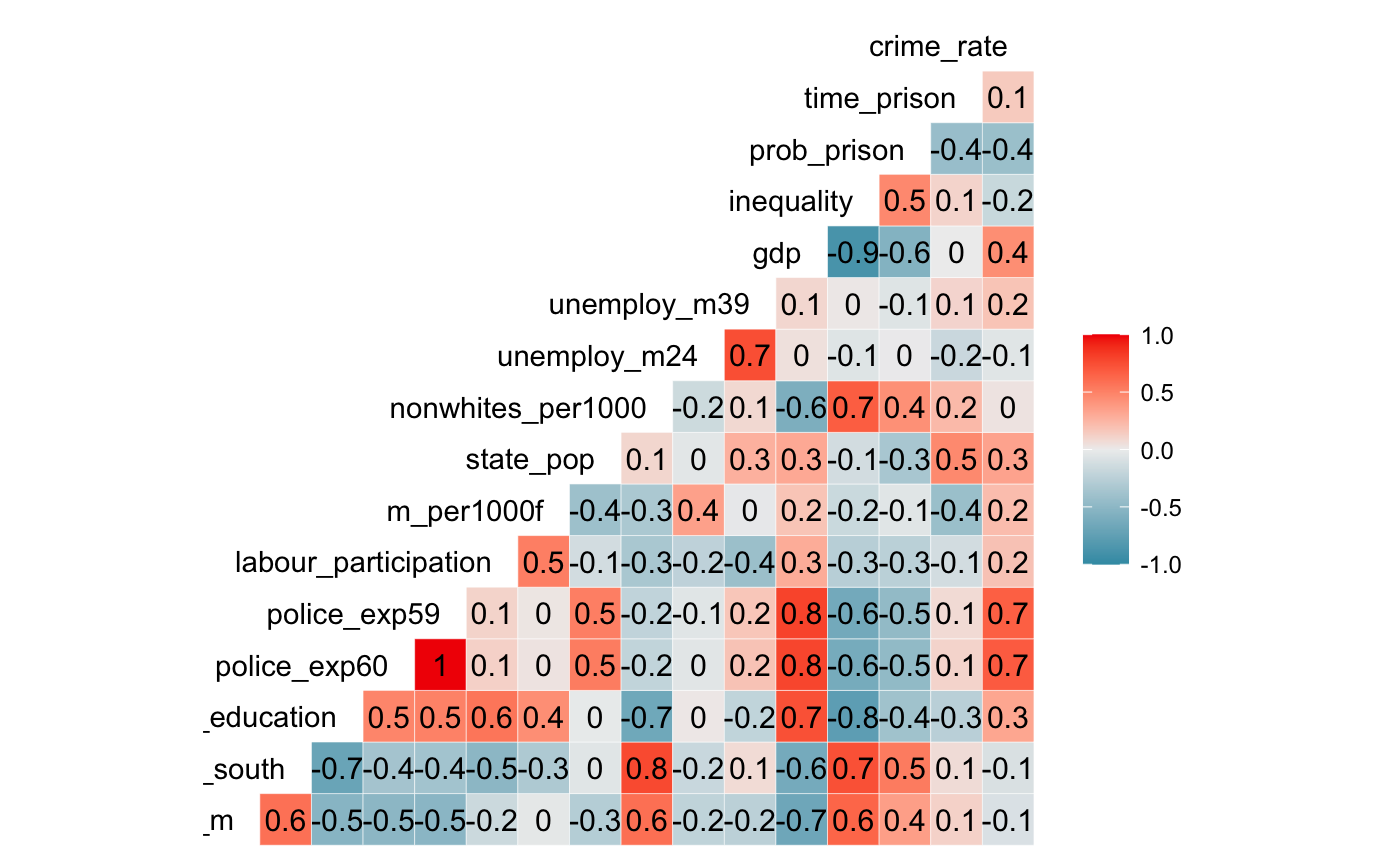 crime_rate
time_prison 0.1
prob_prison -0.4 -0.4
inequality 0.5 0.1 -0.2
gdp -0.9 -0.6 0 0.4
unemploy_m39 0.1 0 -0.1 0.1 0.2
unemploy_m24 0.7 0 -0.1 0 -0.2 -0.1
nonwhites_per1000 -0.2 0.1 -0.6 0.7 0.4 0.2 0
state_pop 0.1 0 0.3 0.3 -0.1 -0.3 0.5 0.3
m_per1000f -0.4 -0.3 0.4 0 0.2 -0.2 -0.1 -0.4 0.2
labour_participation 0.5 -0.1 -0.3 -0.2 -0.4 0.3 -0.3 -0.3 -0.1 0.2
police_exp59 0.1 0 0.5 -0.2 -0.1 0.2 0.8 -0.6 -0.5 0.1 0.7
police_exp60 1 0.1 0 0.5 -0.2 0 0.2 0.8 -0.6 -0.5 0.1 0.7
_education 0.5 0.5 0.6 0.4 0 -0.7 0 -0.2 0.7 -0.8 -0.4 -0.3 0.3
_south -0.7 -0.4 -0.4 -0.5 -0.3 0 0.8 -0.2 0.1 -0.6 0.7 0.5 0.1 -0.1
_m 0.6 -0.5 -0.5 -0.5 -0.2 0 -0.3 0.6 -0.2 -0.2 -0.7 0.6 0.4 0.1 -0.1
1.0
0.5
0.0
-0.5
-1.0